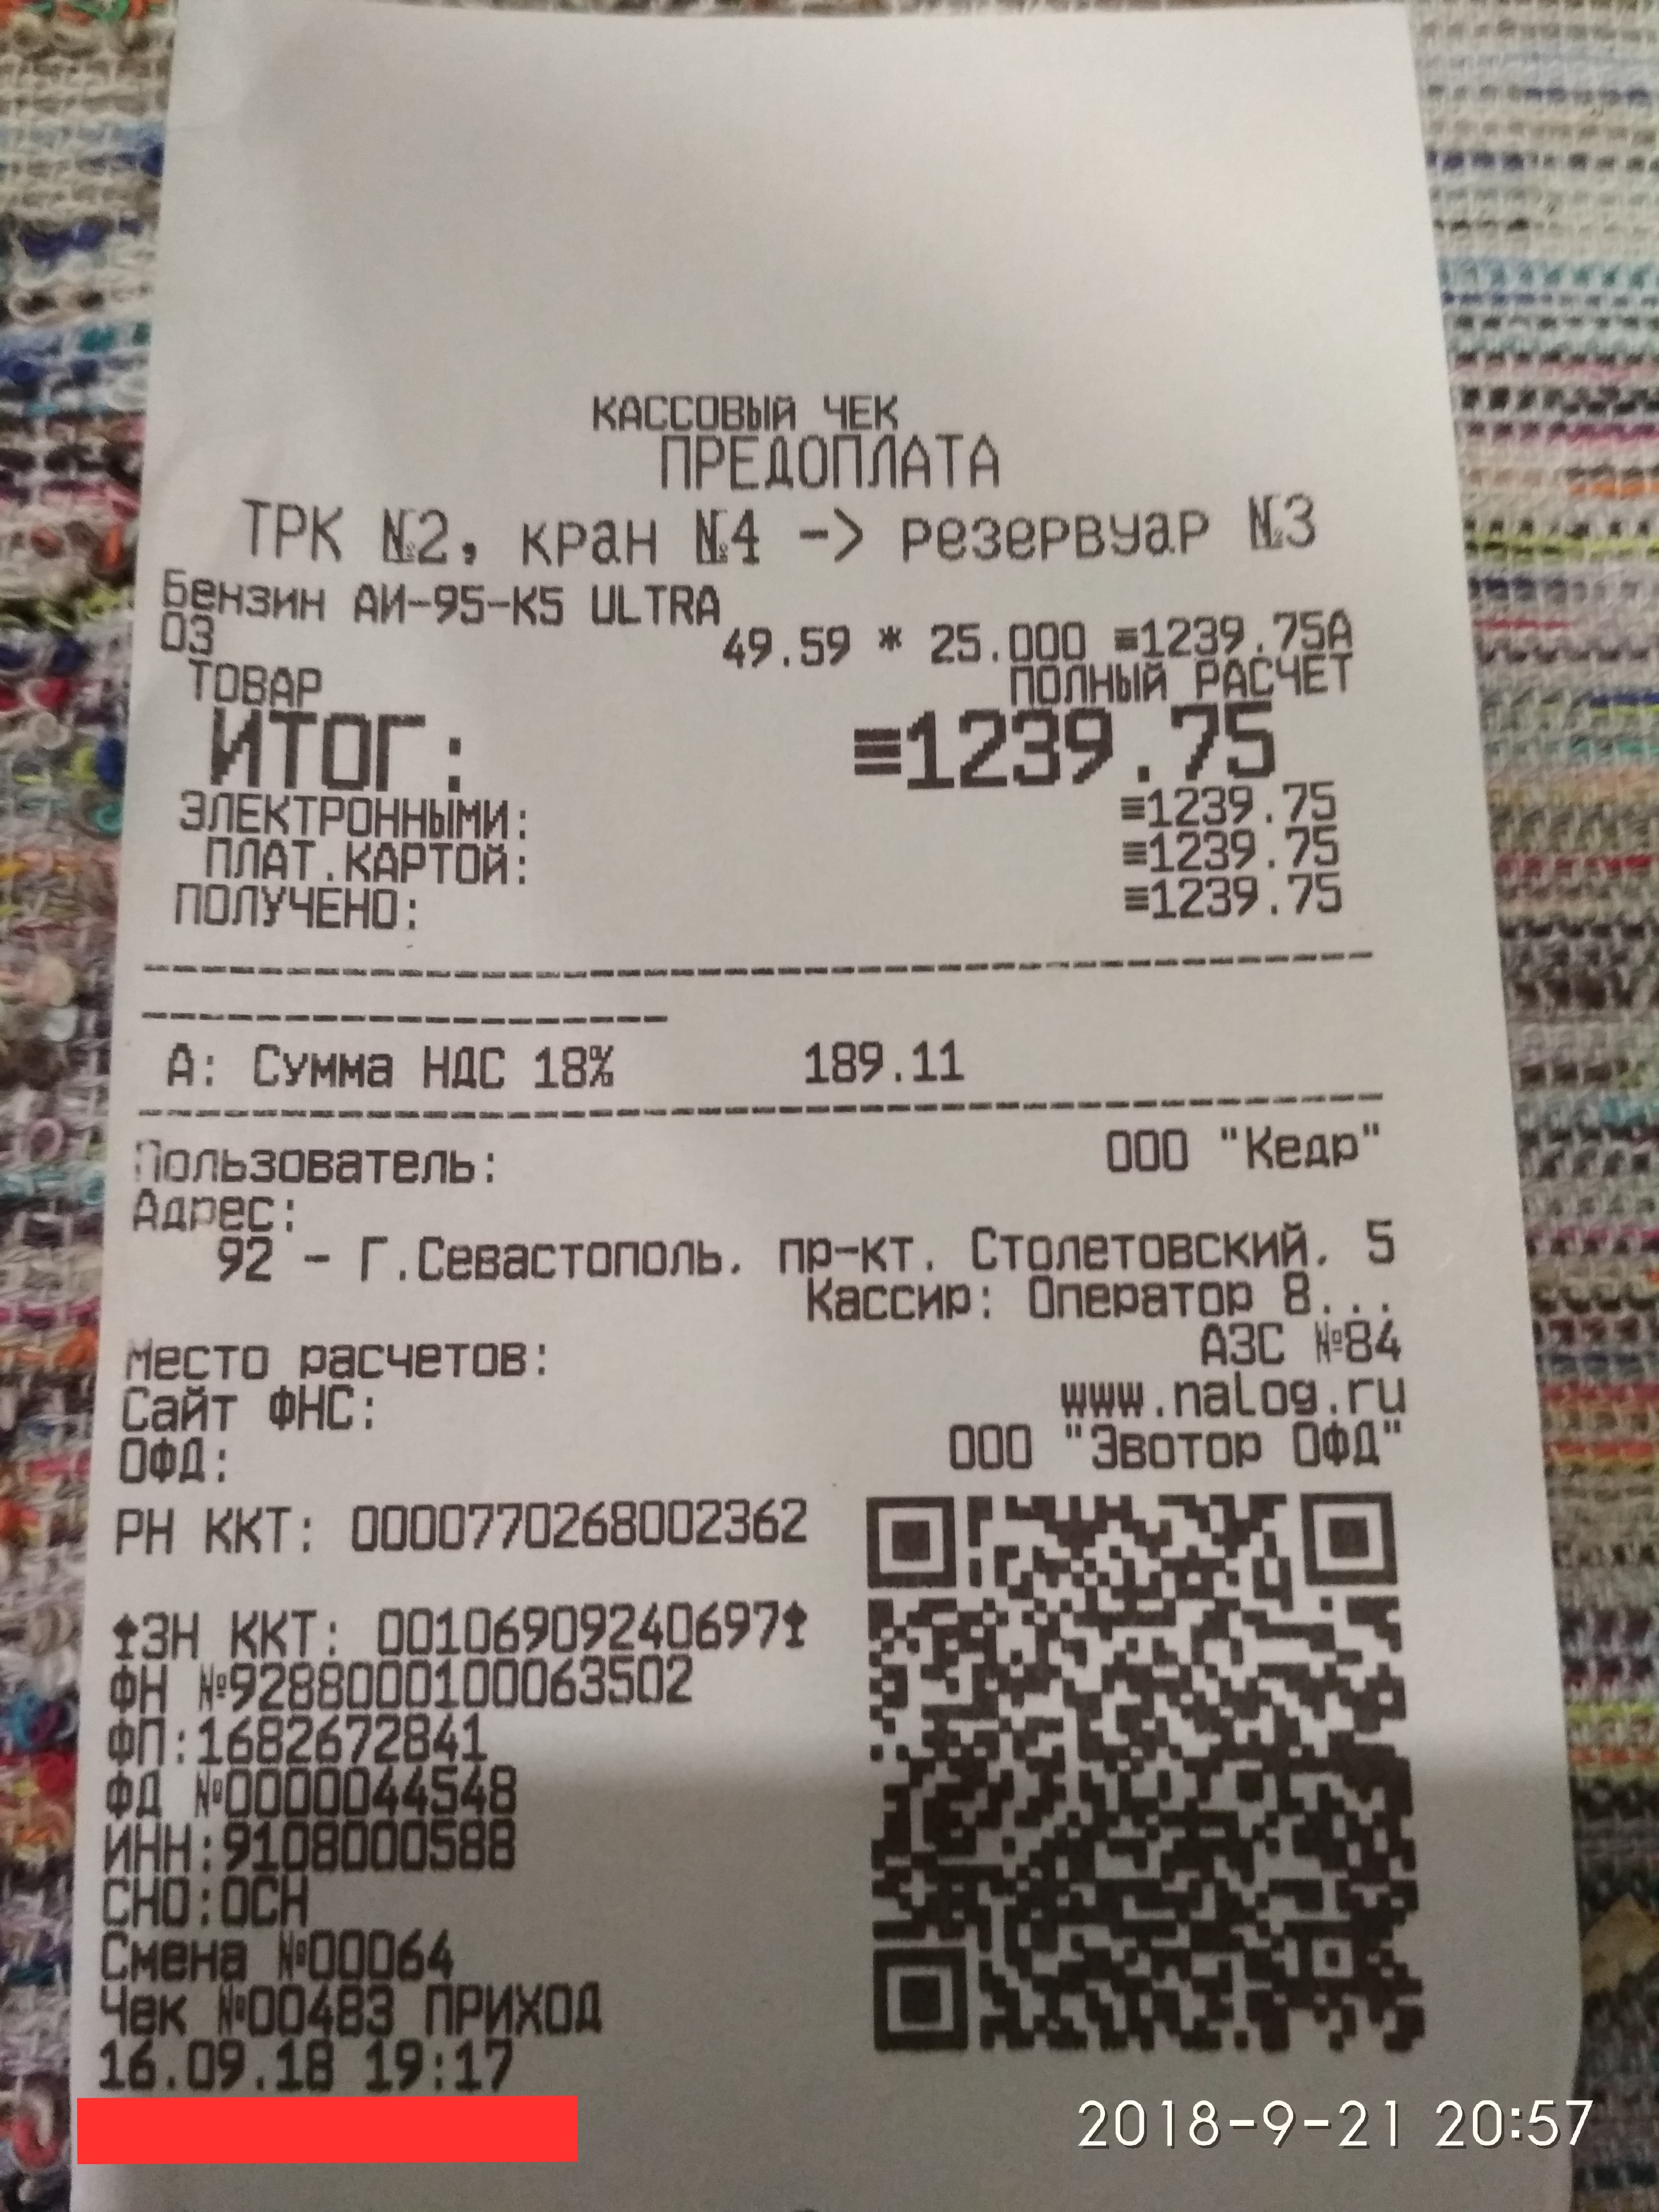 КАССОВЫЙ ЧЕК
ПРЕДОПЛАТА
ТРК №2, кран №4 -> резервуар №3
Бензин АИ-95-К5 ULTRA
03
49.59 * 25.000 ≡1239.75А
ТОВАР ПОЛНЫЙ РАСЧЕТ
ИТОГ: ≡1239.75
ЭЛЕКТРОННЫМИ: ≡1239.75
ПЛАТ.КАРТОЙ: ≡1239.75
ПОЛУЧЕНО: ≡1239.75
А: Сумма НДС 18% 189.11
Пользователь: ООО "Кедр"
Адрес:
92 - Г.Севастополь, пр-кт. Столетовский, 5
Кассир: Оператор 8...
Место расчетов: АЗС №84
Сайт ФНС: www.nalog.ru
ОФД: ООО "Эвотор ОФД"
РН ККТ: 0000770268002362
ЗН ККТ: 00106909240697
ФН №9288000100063502
ФП:1682672841
ФД №0000044548
ИНН:9108000588
СНО:ОСН
Смена №00064
Чек №00483 ПРИХОД
16.09.18 19:17
2018-9-21 20:57